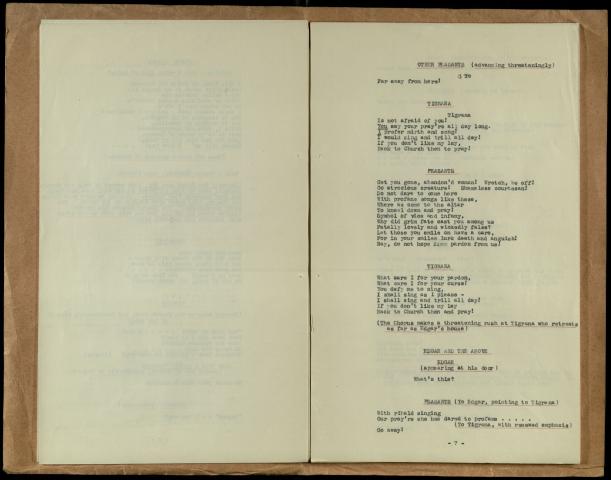 OTHER PEASANTS (advancing threateningly)
To
Far away from here!
TIGRANA
Tigrana
Is not afraid of you!
You say your pray're all day long.
I prefer mirth and song!
I would sing and trill all day!
If you don't like my lay,
Back to Church then to pray!
PEASANTS
Get you gone, abandon'd woman! Wretch, be off!
Go atrocious creature! Shameless courtesan!
Do not dare to come here
With profane songs like these,
Where we come to the altar
To kneel down and pray!
Symbol of vice and infamy,
Why did grim fate cast you among us
Fatally lovely and wickedly false?
Let those you smile on have a care,
For in your smiles lurk death and anguish!
Nay, do not hope pardon from us!
TIGRANA
What care I for your pardon,
What care I for your curse!
You defy me to sing,
I shall sing as I please -
I shall sing and trill all day!
If you don't like my lay
Back to Church then and pray!
(The Chorus makes a threatening rush at Tigrana who retreats
as far as Edgar's house)
EDGAR AND THE ABOVE
EDGAR
(appearing at his door)
What's this?
PEASANTS (To Edgar, pointing to Tigrana)
With ribald singing
Our pray're she has dared to profane . . . . .
(To Tigrana, with renewed emphasis)
Go away!
- 7 -